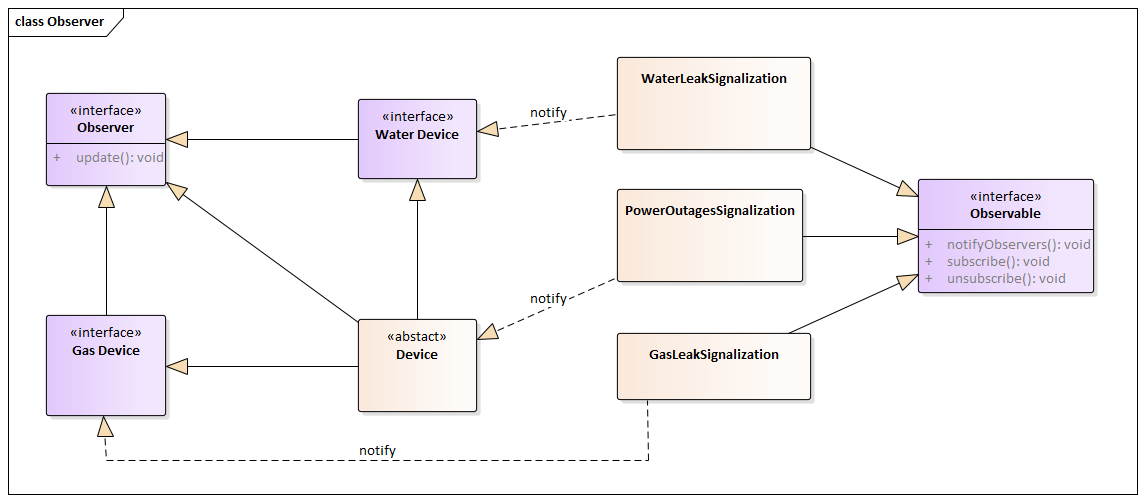 class Observer
«interface»
Observer
+ update(): void
«interface»
Water Device
notify
WaterLeakSignalization
PowerOutagesSignalization
«interface»
Observable
+ notifyObservers(): void
+ subscribe(): void
+ unsubscribe(): void
notify
«interface»
Gas Device
«abstact»
Device
GasLeakSignalization
notify